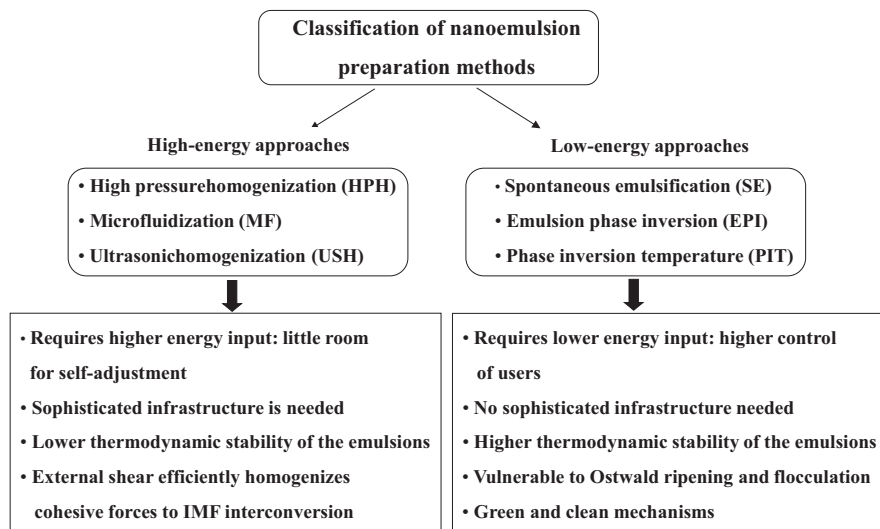 Classification of nanoemulsion
preparation methods
High-energy approaches
• High pressurehomogenization (HPH)
• Microfluidization (MF)
• Ultrasonichomogenization (USH)
• Requires higher energy input: little room
for self-adjustment
• Sophisticated infrastructure is needed
• Lower thermodynamic stability of the emulsions
• External shear efficiently homogenizes
cohesive forces to IMF interconversion
Low-energy approaches
• Spontaneous emulsification (SE)
• Emulsion phase inversion (EPI)
• Phase inversion temperature (PIT)
• Requires lower energy input: higher control
of users
• No sophisticated infrastructure needed
• Higher thermodynamic stability of the emulsions
• Vulnerable to Ostwald ripening and flocculation
• Green and clean mechanisms